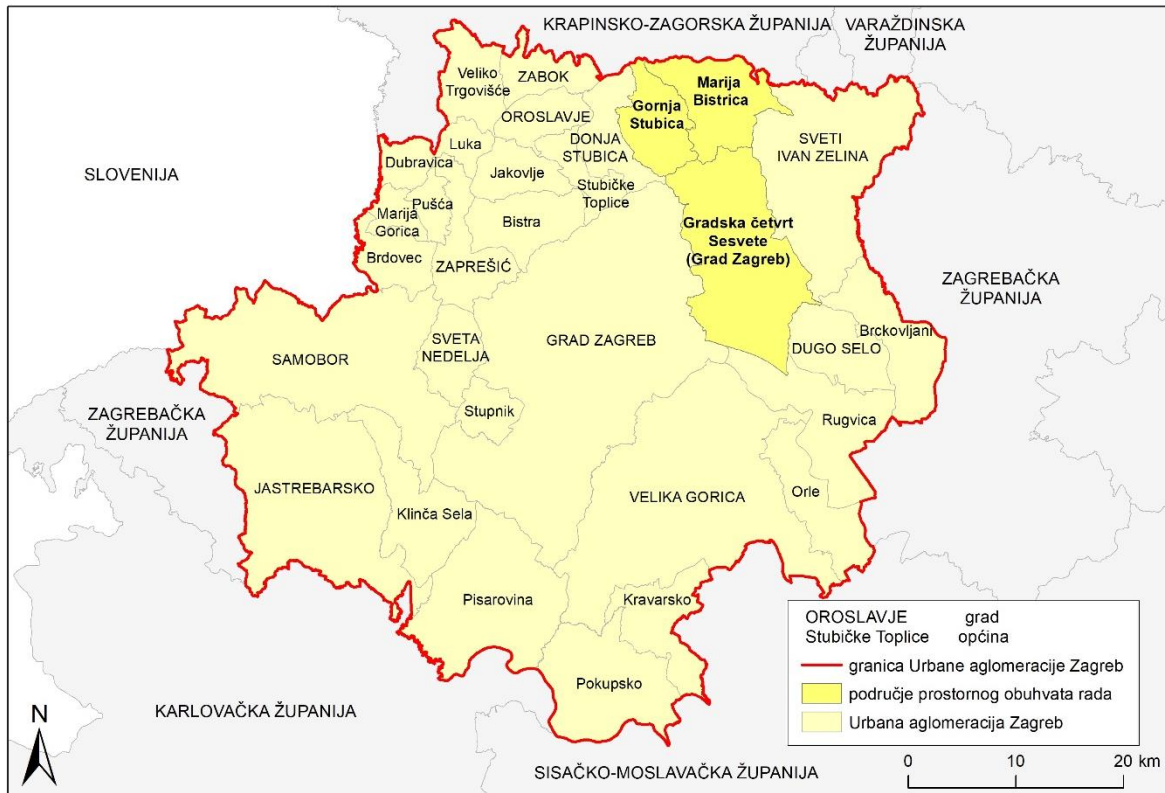 KRAPINSKO-ZAGORSKA ŽUPANIJA
VARAŽDINSKA
ŽUPANIJA
Veliko
Trgovišće
ZABOK
Marija
Bistrica
Gornja
Stubica
OROSLAVJE
SVETI
IVAN ZELINA
Luka
DONJA
STUBICA
Dubravica
Jakovlje
SLOVENIJA
Stubičke
Toplice
Pušća
Marija
Gorica
Bistra
Gradska četvrt
Sesvete
(Grad Zagreb)
Brdovec
ZAPREŠIĆ
ZAGREBAČKA
ŽUPANIJA
Brckovljani
SVETA
NEDELJA
GRAD ZAGREB
DUGO SELO
SAMOBOR
ZAGREBAČKA
ŽUPANIJA
Stupnik
Rugvica
JASTREBARSKO
VELIKA GORICA
Orle
Klinča Sela
Pisarovina
Kravarsko
Pokupsko
KARLOVAČKA ŽUPANIJA
SISAČKO-MOSLAVAČKA ŽUPANIJA
OROSLAVJE grad
Stubičke Toplice općina
granica Urbane aglomeracije Zagreb
područje prostornog obuhvata rada
Urbana aglomeracija Zagreb
N
0 10 20 km